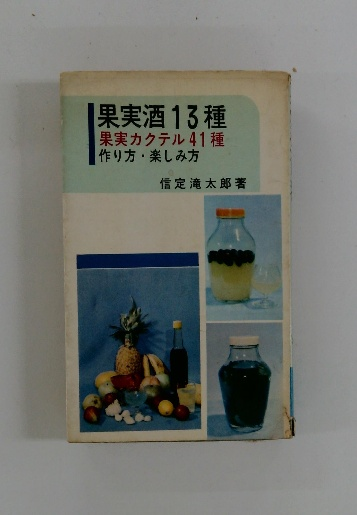 果実酒13種
果実カクテル41種
作り方・楽しみ方
信定滝太郎著